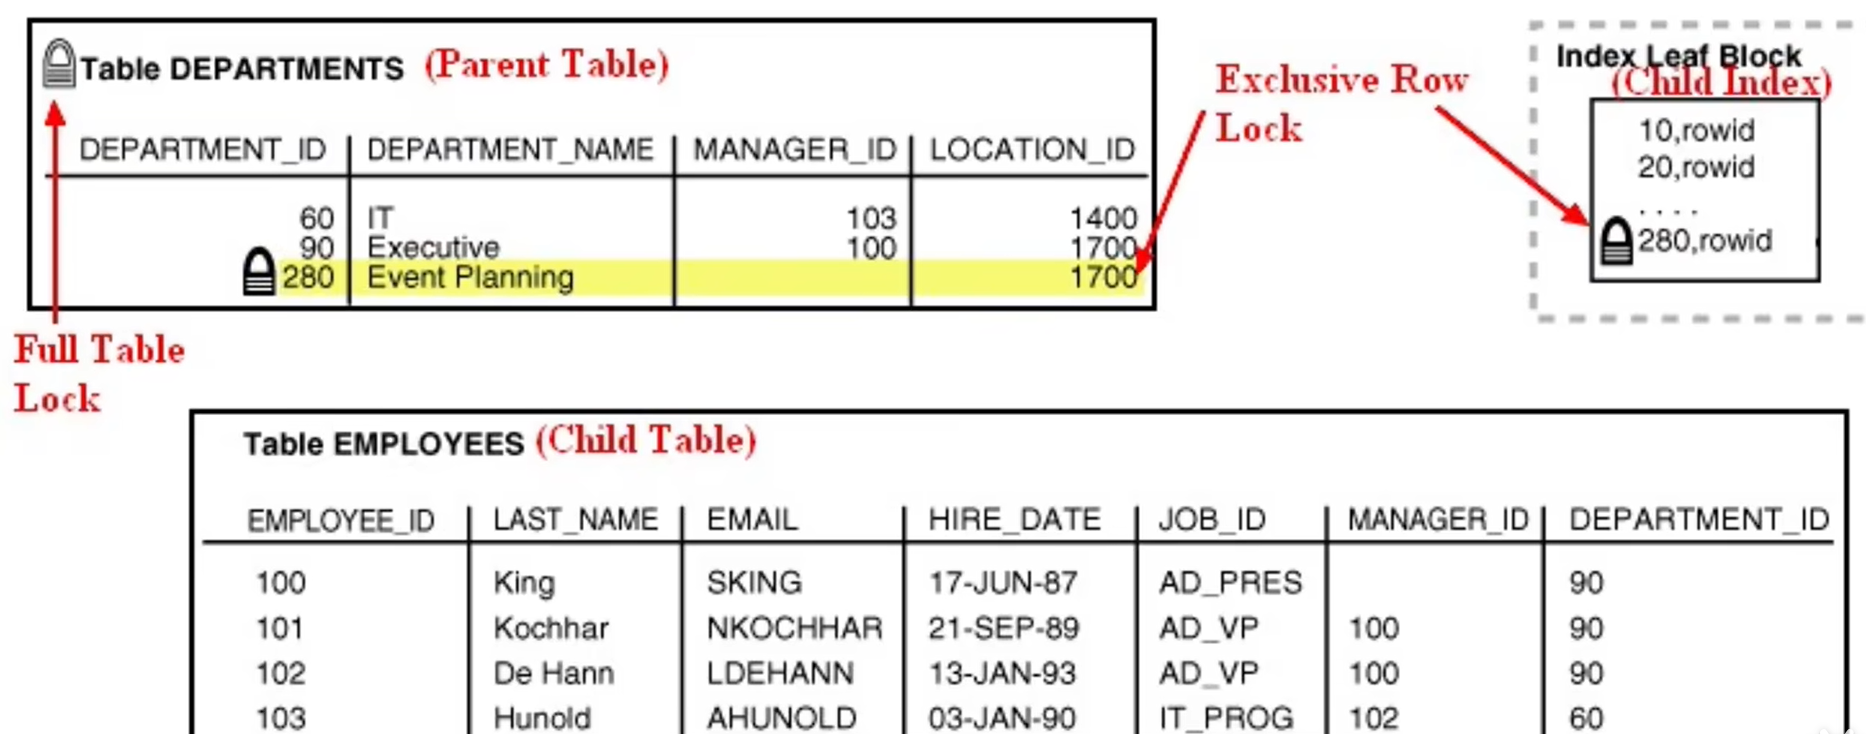 Table DEPARTMENTS (Parent Table)
DEPARTMENT_ID DEPARTMENT_NAME MANAGER_ID LOCATION_ID
60 IT 103 1400
90 Executive 100 1700
280 Event Planning 1700
Full Table
Lock
Exclusive Row
Lock
Index Leaf Block
(Child Index)
10,rowid
20,rowid
. . . .
280,rowid
Table EMPLOYEES (Child Table)
EMPLOYEE_ID LAST_NAME EMAIL HIRE_DATE JOB_ID MANAGER_ID DEPARTMENT_ID
100 King SKING 17-JUN-87 AD_PRES 90
101 Kochhar NKOCHHAR 21-SEP-89 AD_VP 100 90
102 De Hann LDEHANN 13-JAN-93 AD_VP 100 90
103 Hunold AHUNOLD 03-JAN-90 IT_PROG 102 60